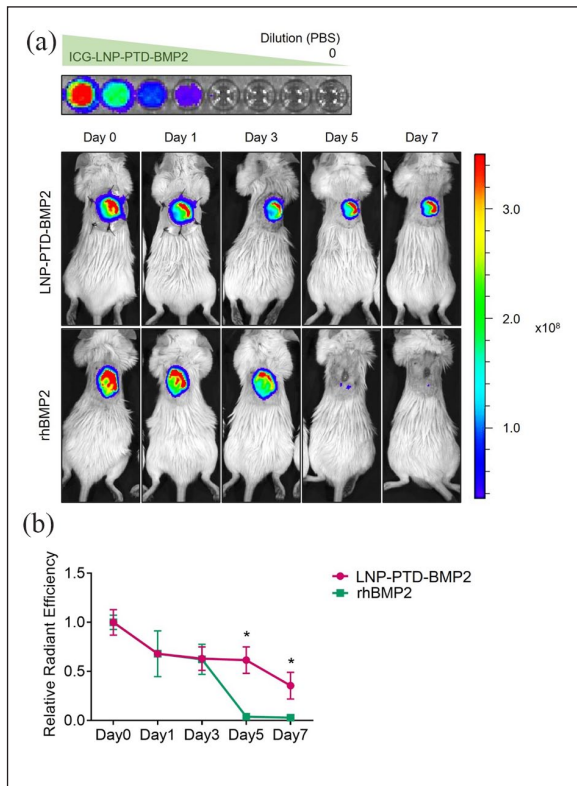 (a)
Dilution (PBS)
ICG-LNP-PTD-BMP2 0
Day 0 Day 1 Day 3 Day 5 Day 7
LNP-PTD-BMP2
rhBMP2
3.0
2.0
x10⁸
1.0
(b)
Relative Radiant Efficiency
1.5
1.0
0.5
0.0
* *
Day0 Day1 Day3 Day5 Day7
LNP-PTD-BMP2
rhBMP2